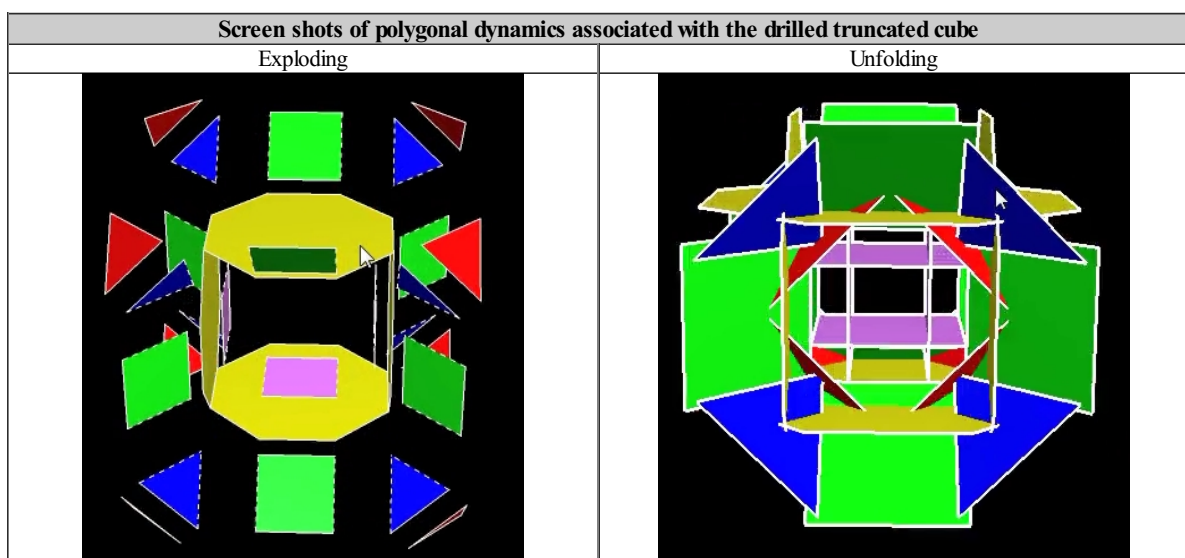 Screen shots of polygonal dynamics associated with the drilled truncated cube
Exploding
Unfolding